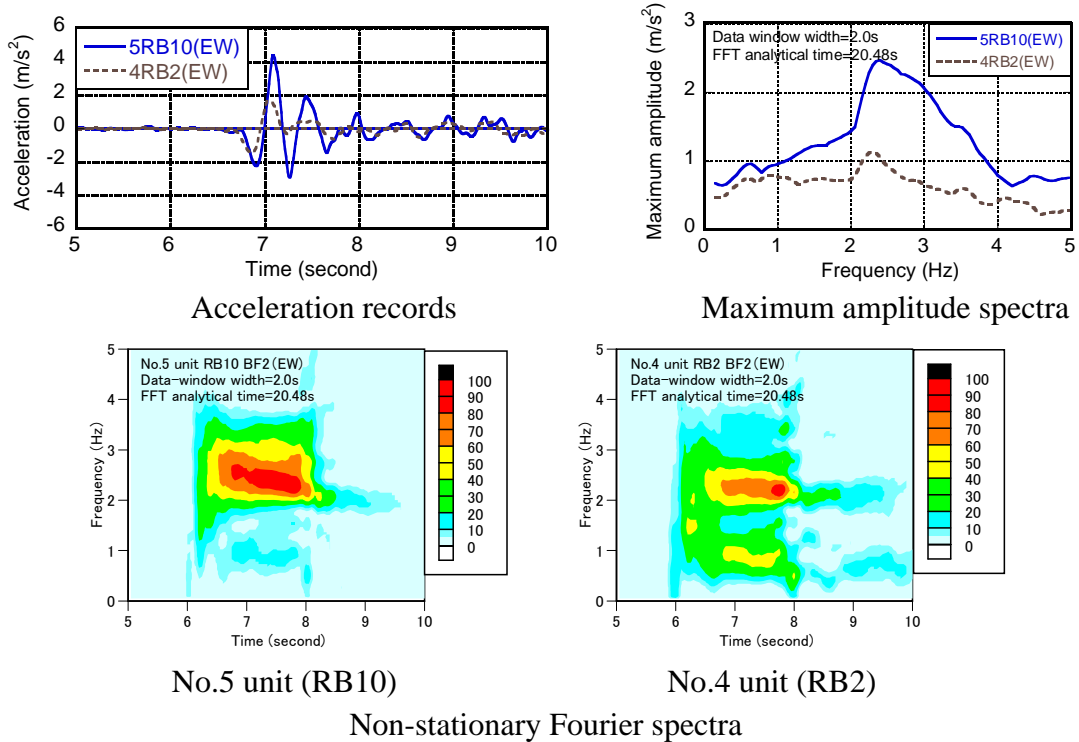 Acceleration (m/s²)
6
4
2
0
-2
-4
-6
5RB10(EW)
4RB2(EW)
5 6 7 8 9 10
Time (second)
Acceleration records
Maximum amplitude (m/s²)
3
2
1
0
Data window width=2.0s
FFT analytical time=20.48s
5RB10(EW)
4RB2(EW)
0 1 2 3 4 5
Frequency (Hz)
Maximum amplitude spectra
Frequency (Hz)
5
4
3
2
1
0
No.5 unit RB10 BF2(EW)
Data-window width=2.0s
FFT analytical time=20.48s
5 6 7 8 9 10
Time (second)
100
90
80
70
60
50
40
30
20
10
0
No.5 unit (RB10)
Frequency (Hz)
5
4
3
2
1
0
No.4 unit RB2 BF2(EW)
Data-window width=2.0s
FFT analytical time=20.48s
5 6 7 8 9 10
Time (second)
100
90
80
70
60
50
40
30
20
10
0
No.4 unit (RB2)
Non-stationary Fourier spectra